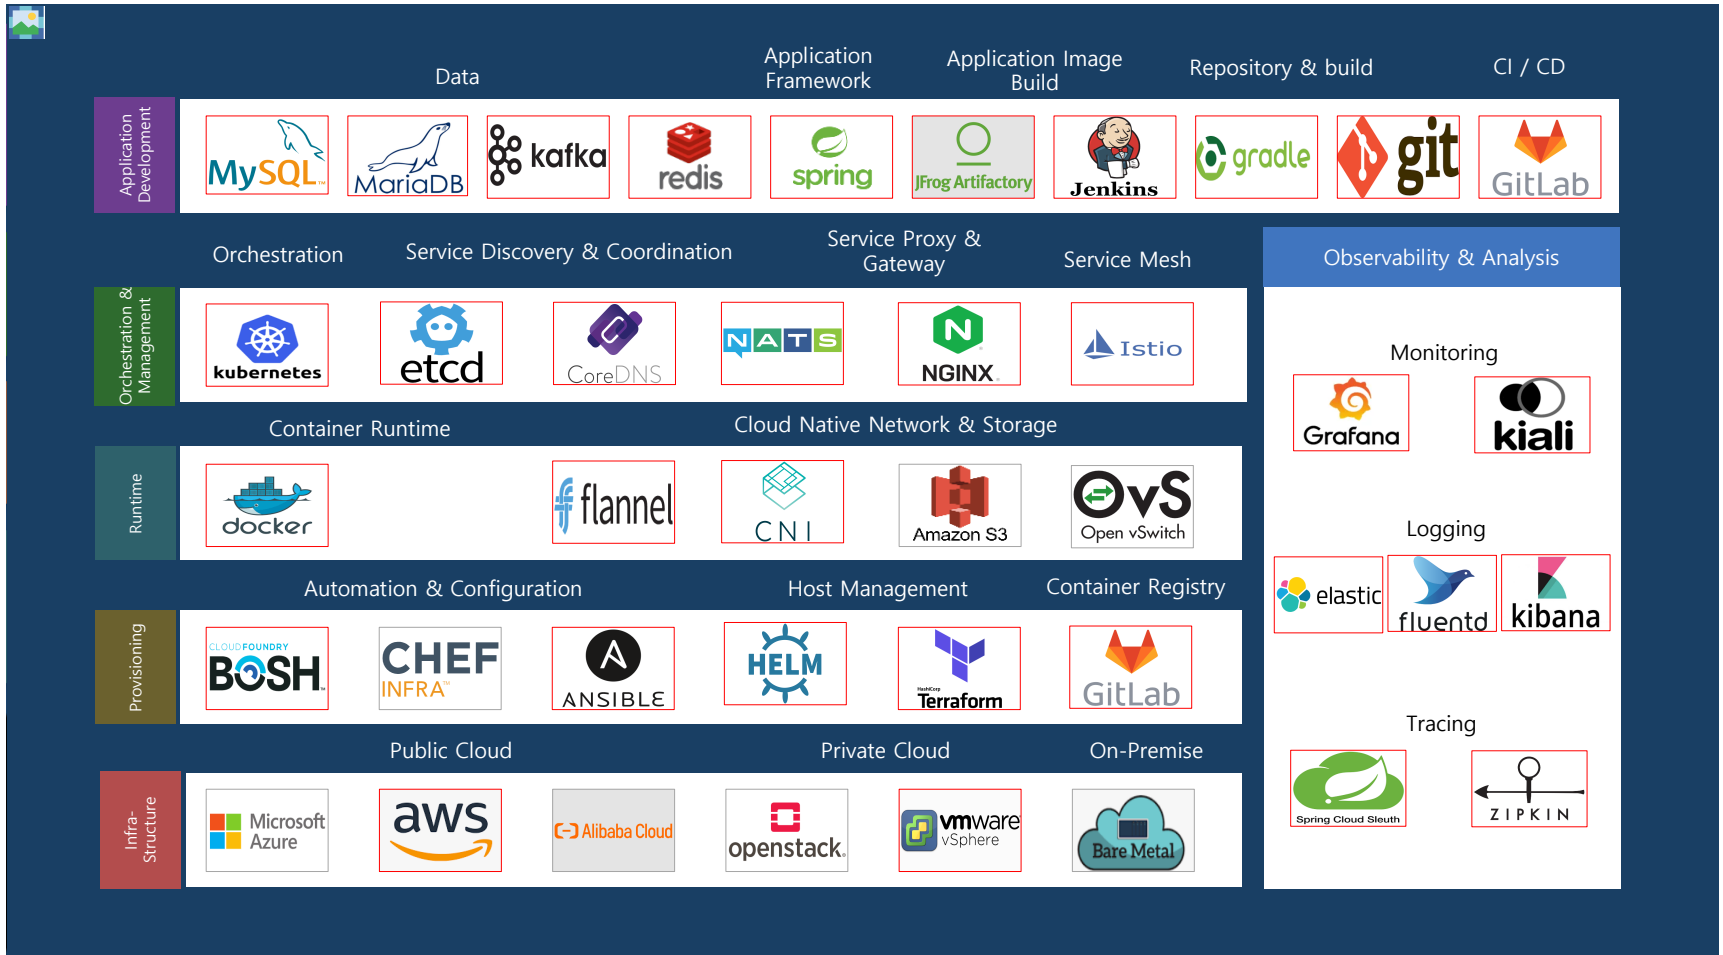 Data
Application
Framework
Application Image
Build
Repository & build
CI / CD
Application
Development
MySQL™
MariaDB
kafka
redis
spring
JFrog Artifactory
Jenkins
gradle
git
GitLab
Orchestration
Service Discovery & Coordination
Service Proxy &
Gateway
Service Mesh
Orchestration &
Management
kubernetes
etcd
CoreDNS
NATS
NGINX
Istio
Container Runtime
Cloud Native Network & Storage
Runtime
docker
flannel
CNI
Amazon S3
OvS
Open vSwitch
Automation & Configuration
Host Management
Container Registry
Provisioning
CLOUDFOUNDRY
BOSH
CHEF
INFRA™
ANSIBLE
HELM
HashiCorp
Terraform
GitLab
Public Cloud
Private Cloud
On-Premise
Infra-
Structure
Microsoft
Azure
aws
Alibaba Cloud
openstack.
vmware
vSphere
Bare Metal
Observability & Analysis
Monitoring
Grafana
kiali
Logging
elastic
fluentd
kibana
Tracing
Spring Cloud Sleuth
ZIPKIN